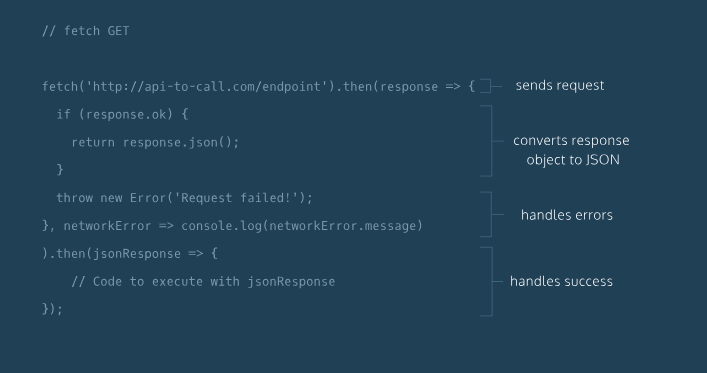 // fetch GET
fetch('http://api-to-call.com/endpoint').then(response => {
sends request
if (response.ok) {
return response.json();
}
converts response
object to JSON
throw new Error('Request failed!');
}, networkError => console.log(networkError.message)
handles errors
).then(jsonResponse => {
// Code to execute with jsonResponse
});
handles success